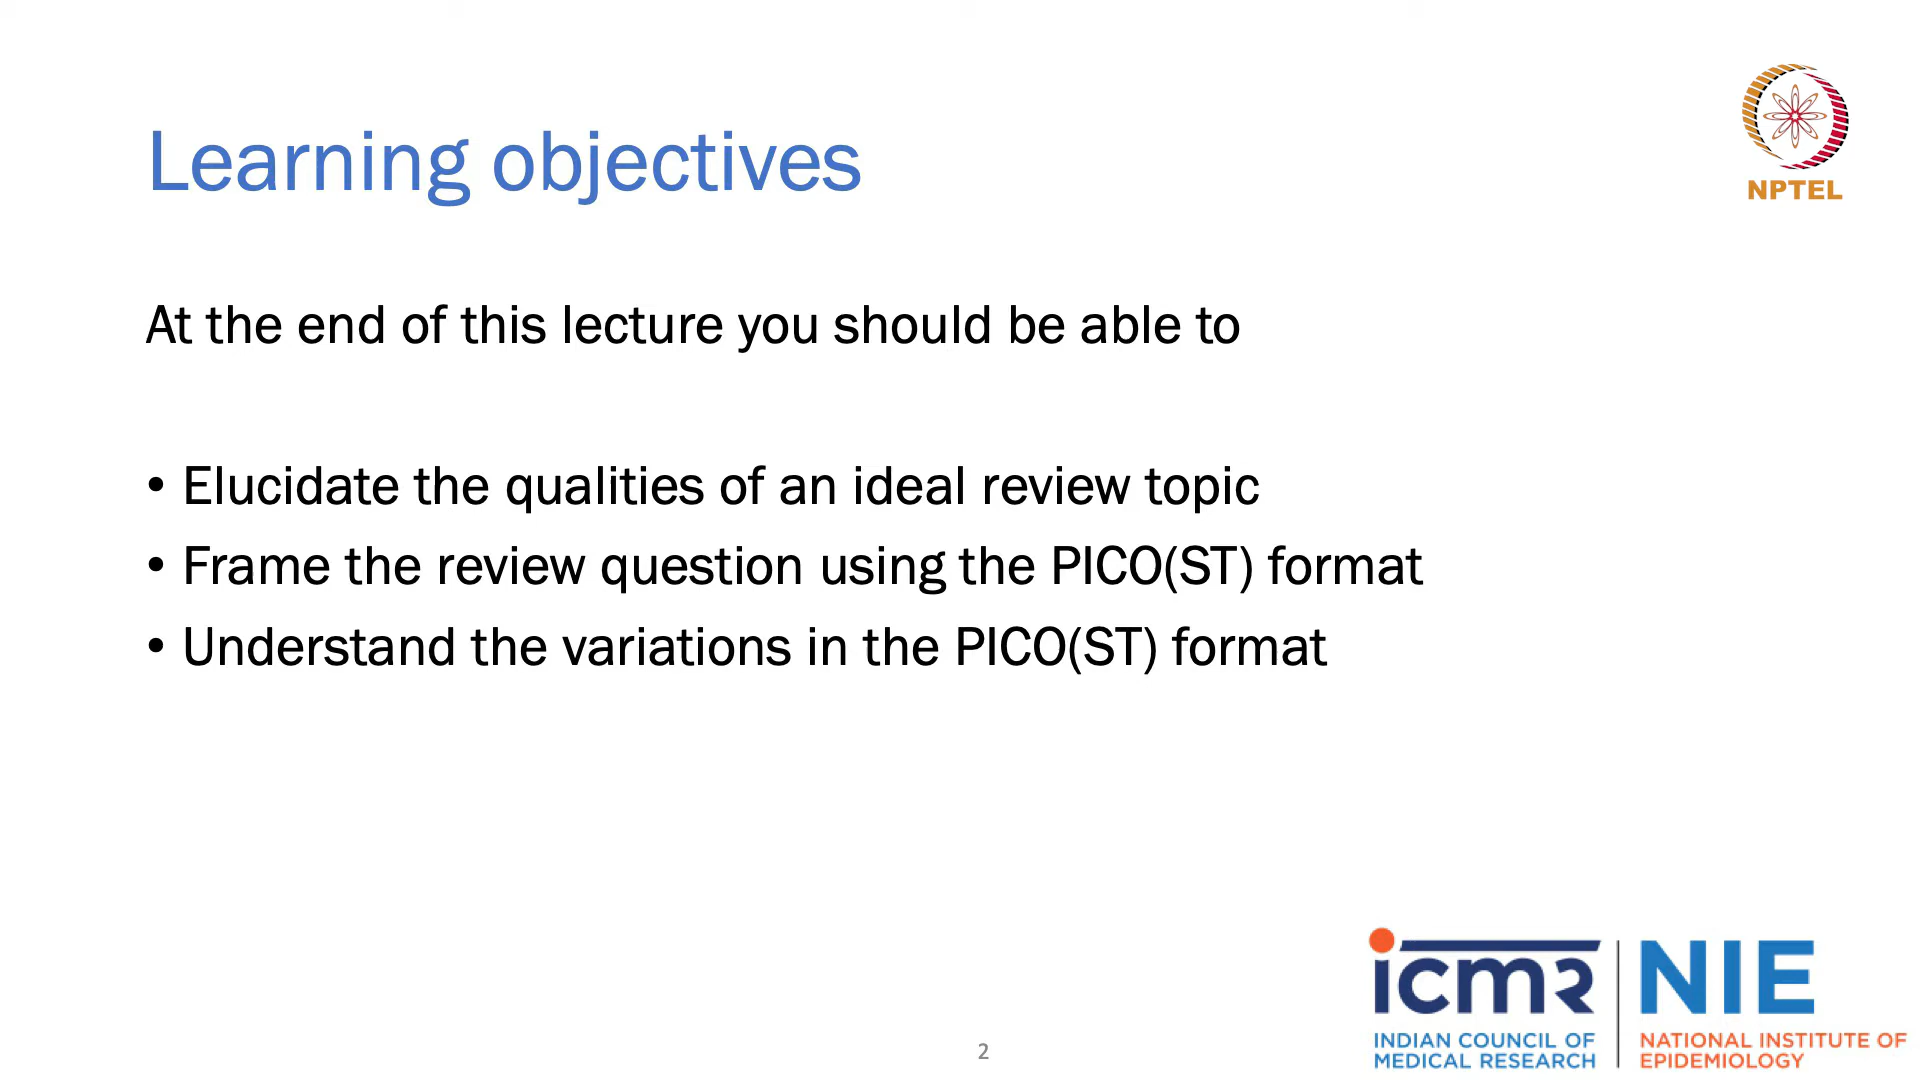 Learning objectives
NPTEL
At the end of this lecture you should be able to
• Elucidate the qualities of an ideal review topic
• Frame the review question using the PICO(ST) format
• Understand the variations in the PICO(ST) format
icmr
INDIAN COUNCIL OF
MEDICAL RESEARCH
NIE
NATIONAL INSTITUTE OF
EPIDEMIOLOGY
2